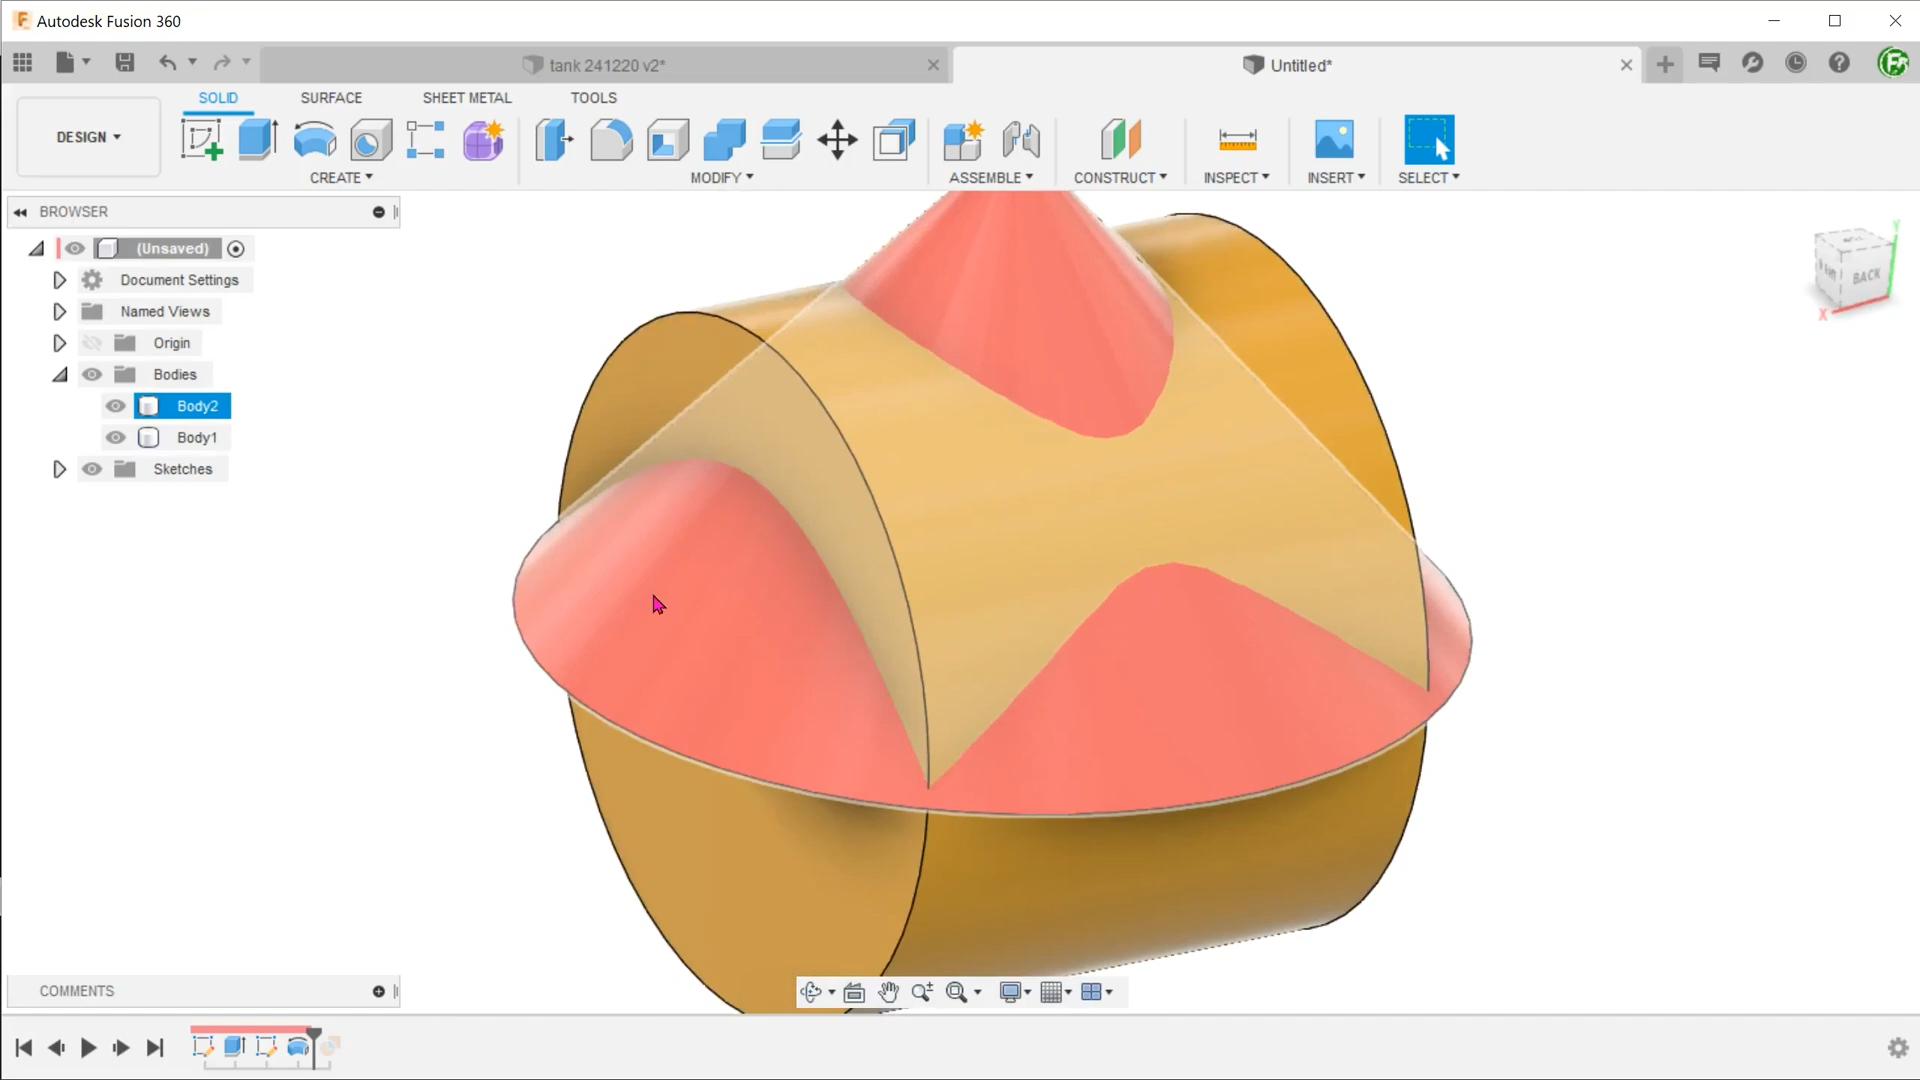 Autodesk Fusion 360
tank 241220 v2*
Untitled*
SOLID
SURFACE
SHEET METAL
TOOLS
DESIGN
CREATE
MODIFY
ASSEMBLE
CONSTRUCT
INSPECT
INSERT
SELECT
BROWSER
(Unsaved)
Document Settings
Named Views
Origin
Bodies
Body2
Body1
Sketches
BACK
X
Y
COMMENTS